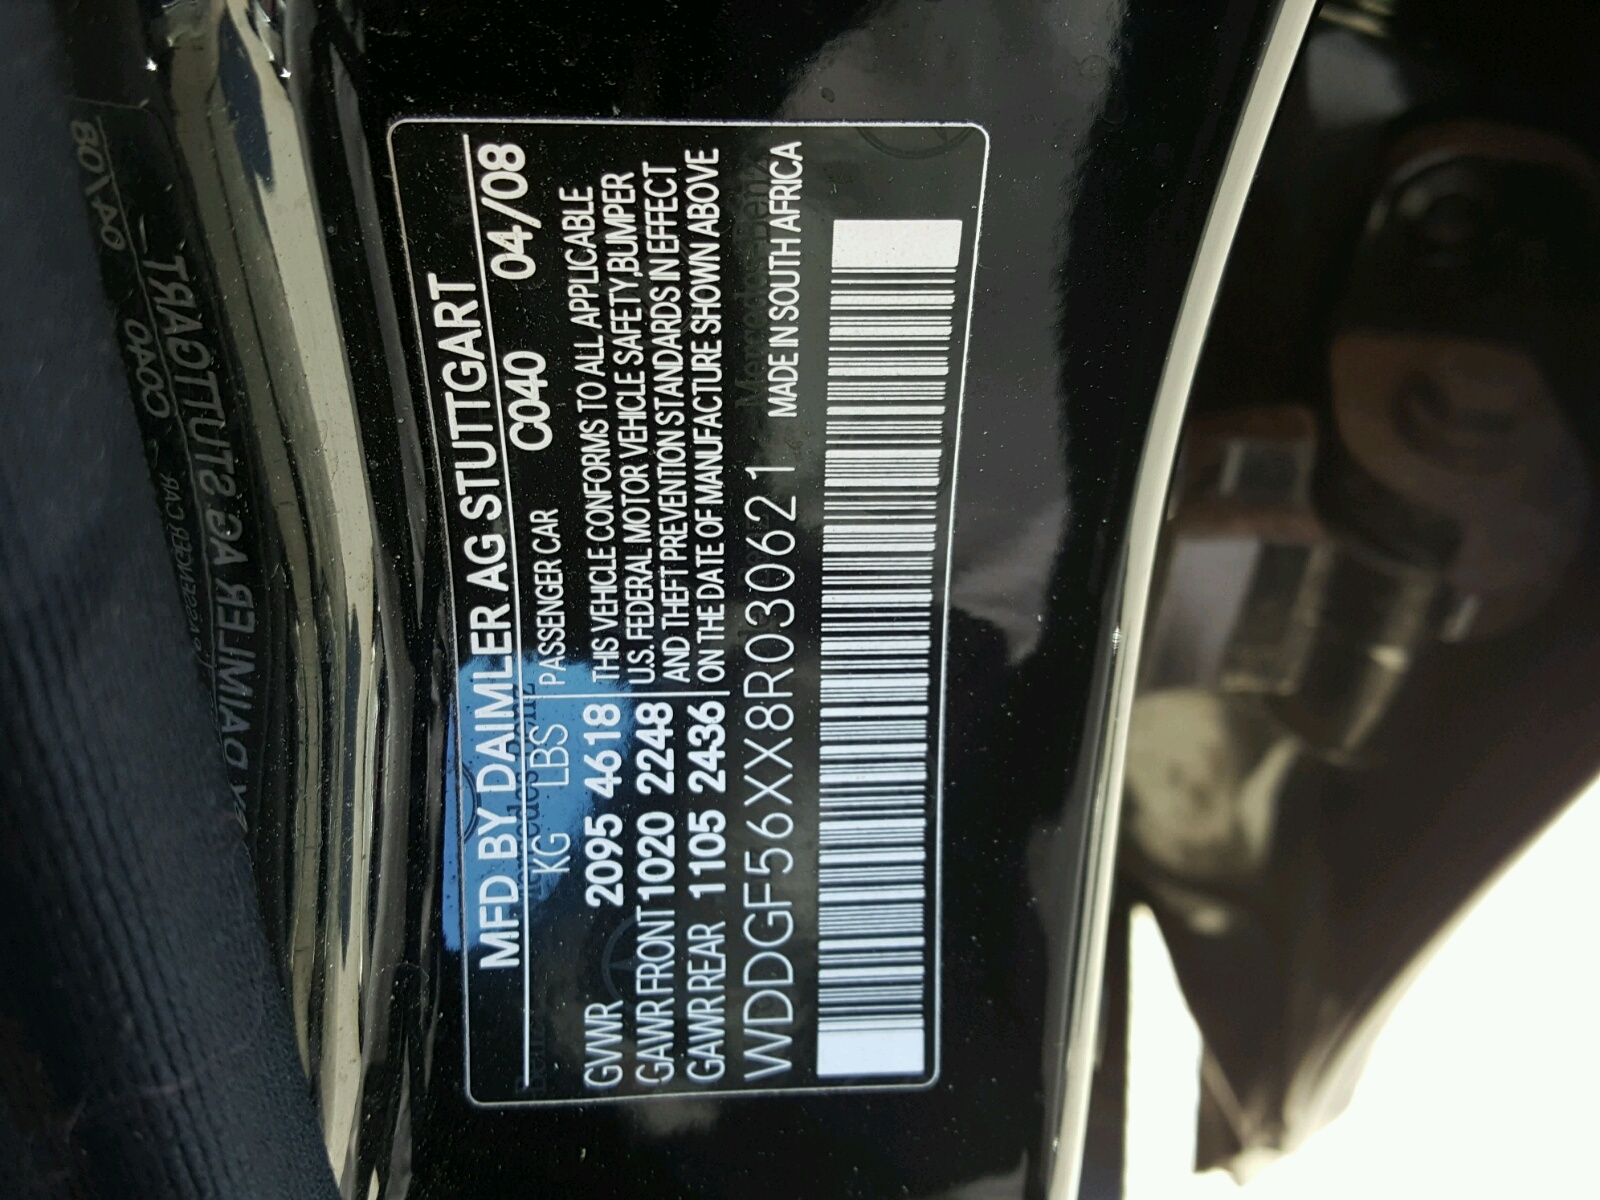 MFD BY DAIMLER AG STUTTGART
KG LBS PASSENGER CAR C040 04/08
GVWR 2095 4618 THIS VEHICLE CONFORMS TO ALL APPLICABLE
U.S. FEDERAL MOTOR VEHICLE SAFETY,BUMPER
GAWR FRONT 1020 2248 AND THEFT PREVENTION STANDARDS IN EFFECT
GAWR REAR 1105 2436 ON THE DATE OF MANUFACTURE SHOWN ABOVE
WDDGF56XX8R030621 MADE IN SOUTH AFRICA